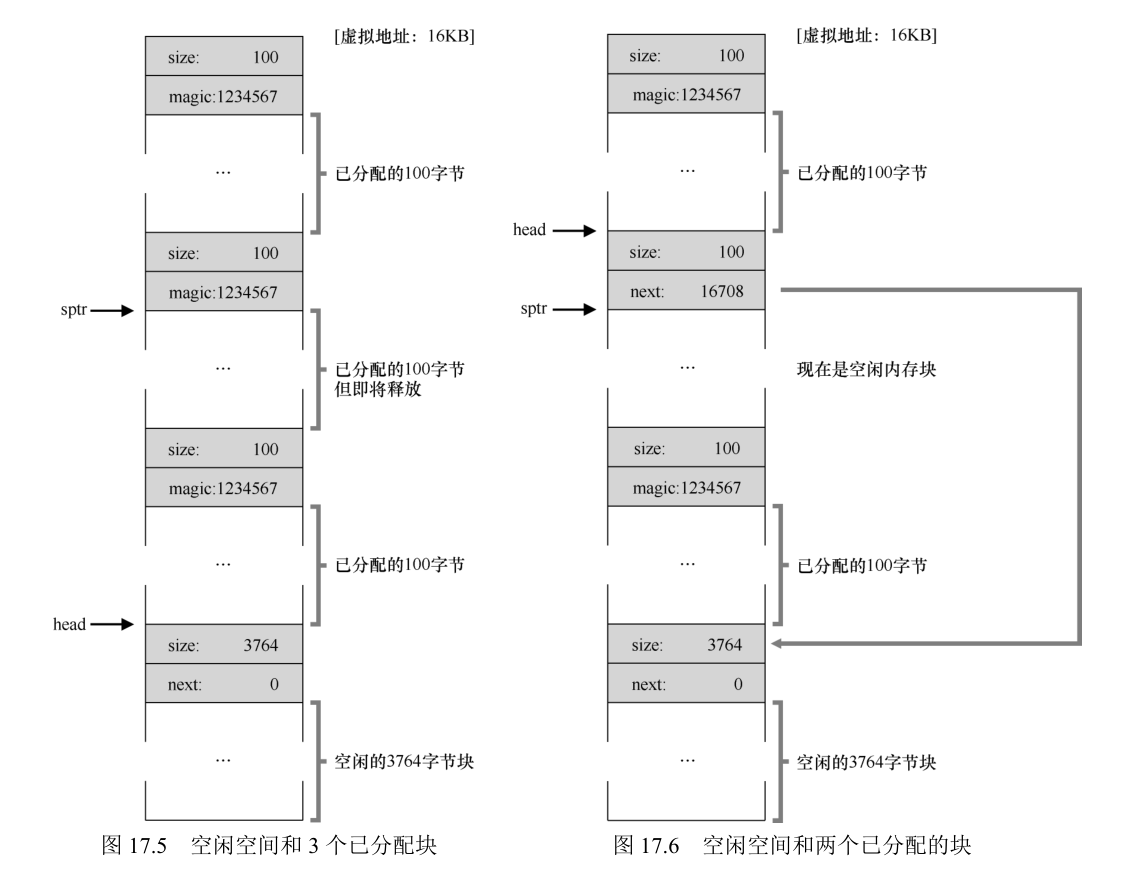 [虚拟地址：16KB]
size: 100
magic:1234567
…
已分配的100字节
size: 100
magic:1234567
sptr
…
已分配的100字节
但即将释放
size: 100
magic:1234567
…
已分配的100字节
head
size: 3764
next: 0
…
空闲的3764字节块
图 17.5 空闲空间和 3 个已分配块
[虚拟地址：16KB]
size: 100
magic:1234567
…
已分配的100字节
head
size: 100
next: 16708
sptr
…
现在是空闲内存块
size: 100
magic:1234567
…
已分配的100字节
size: 3764
next: 0
…
空闲的3764字节块
图 17.6 空闲空间和两个已分配的块